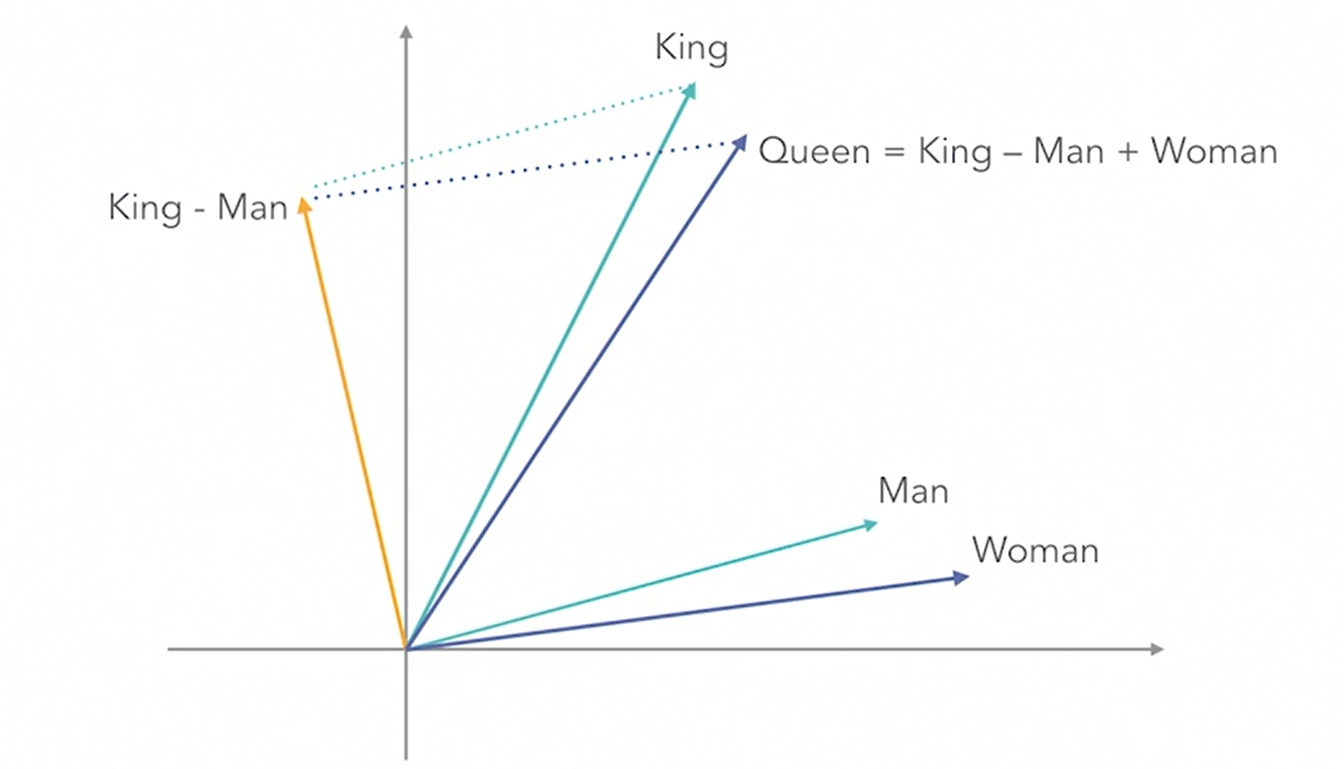 King
Queen = King – Man + Woman
King - Man
Man
Woman